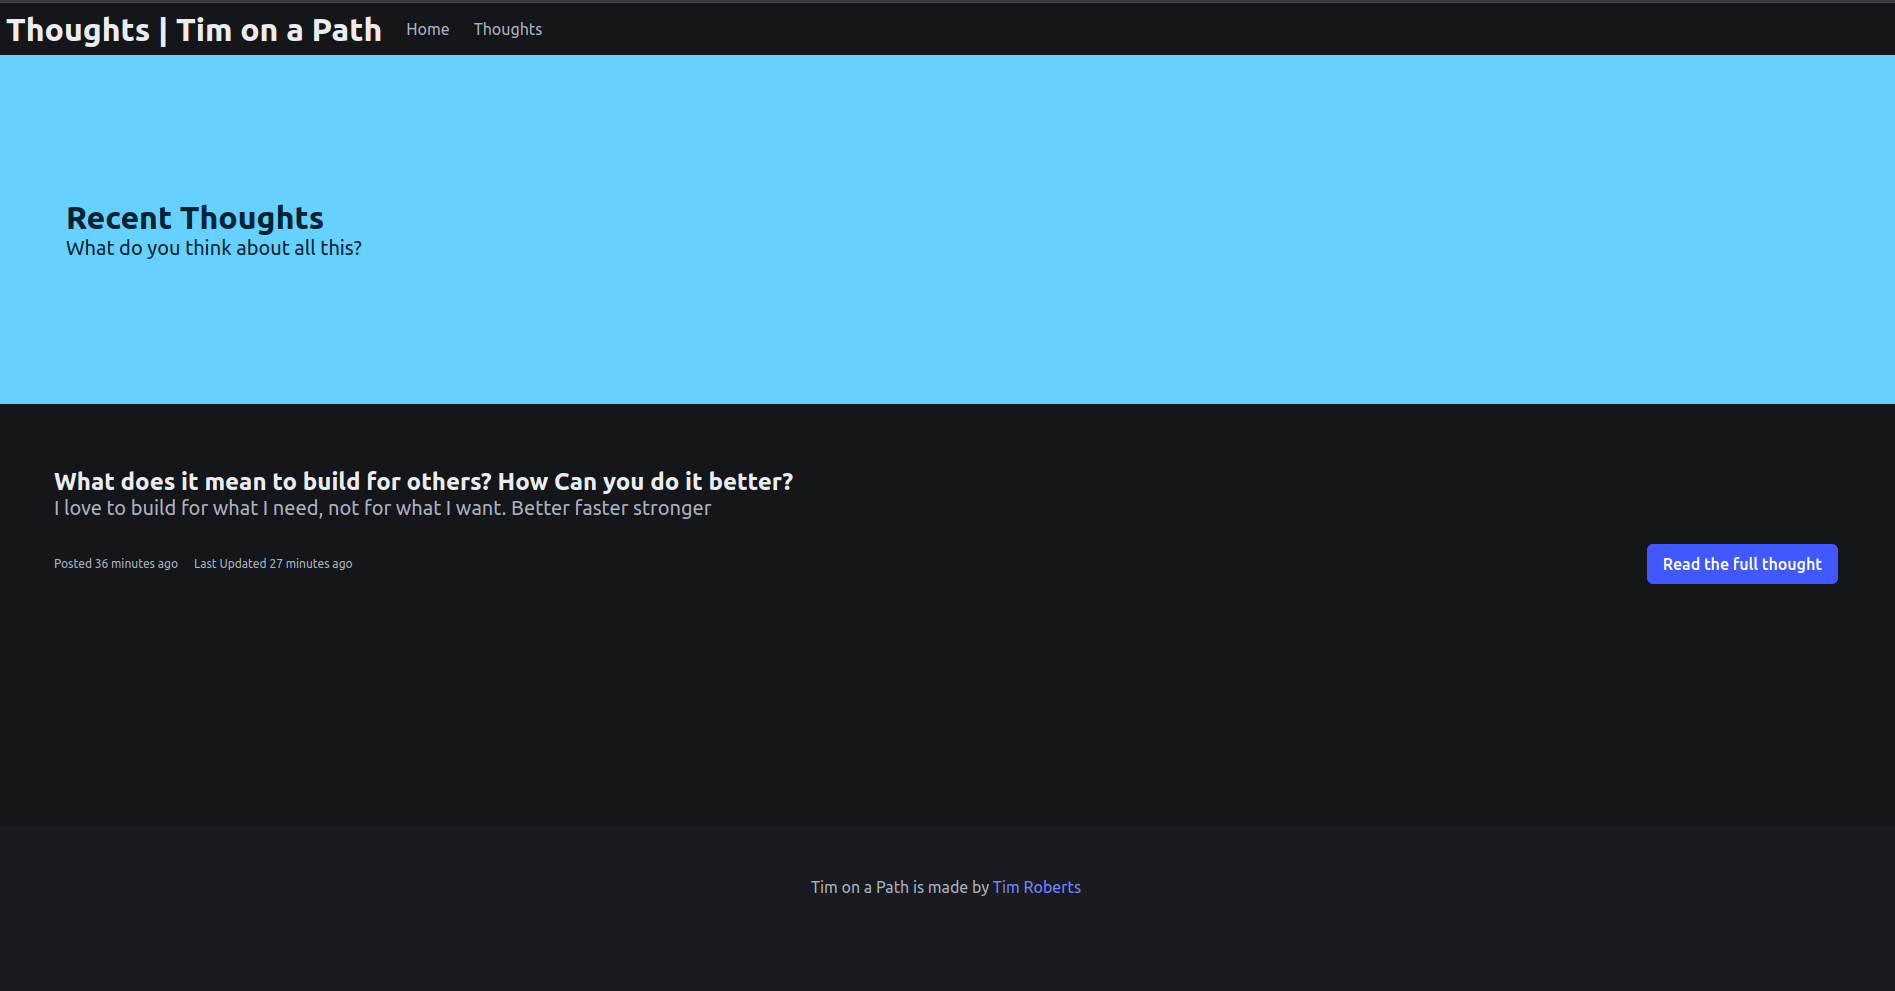 Thoughts | Tim on a Path Home Thoughts
Recent Thoughts
What do you think about all this?
What does it mean to build for others? How Can you do it better?
I love to build for what I need, not for what I want. Better faster stronger
Posted 36 minutes ago Last Updated 27 minutes ago Read the full thought
Tim on a Path is made by Tim Roberts